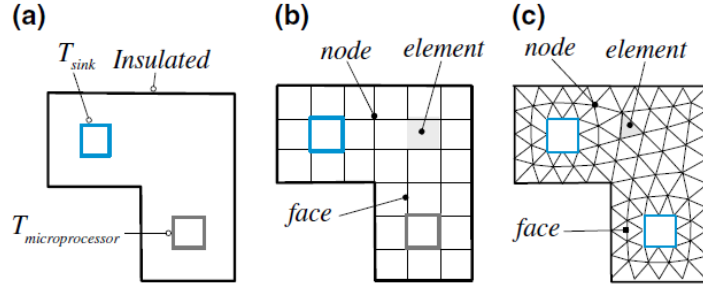 (a)
T_sink
Insulated
T_microprocessor
(b)
node
element
face
(c)
node
element
face